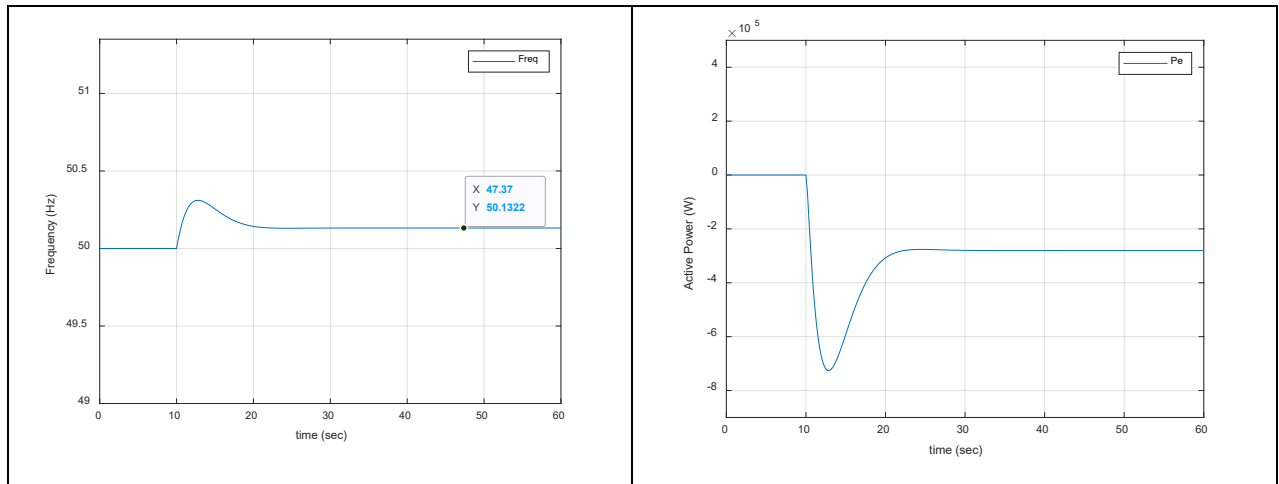 Freq
51
50.5
50
49.5
49
Frequency (Hz)
X 47.37
Y 50.1322
0 10 20 30 40 50 60
time (sec)
× 10 5
Pe
4
2
0
-2
-4
-6
-8
Active Power (W)
0 10 20 30 40 50 60
time (sec)